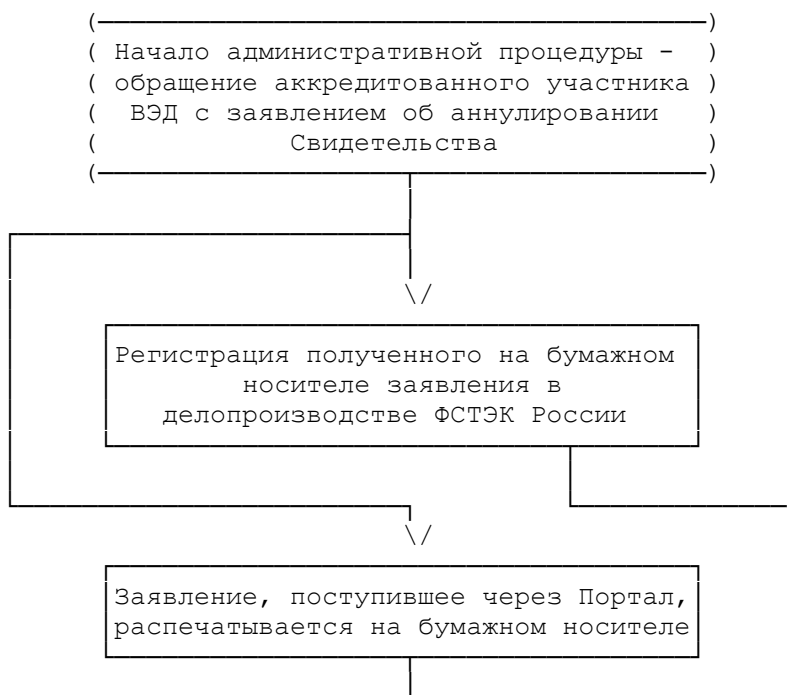 Начало административной процедуры -
обращение аккредитованного участника
ВЭД с заявлением об аннулировании
Свидетельства
Регистрация полученного на бумажном
носителе заявления в
делопроизводстве ФСТЭК России
Заявление, поступившее через Портал,
распечатывается на бумажном носителе